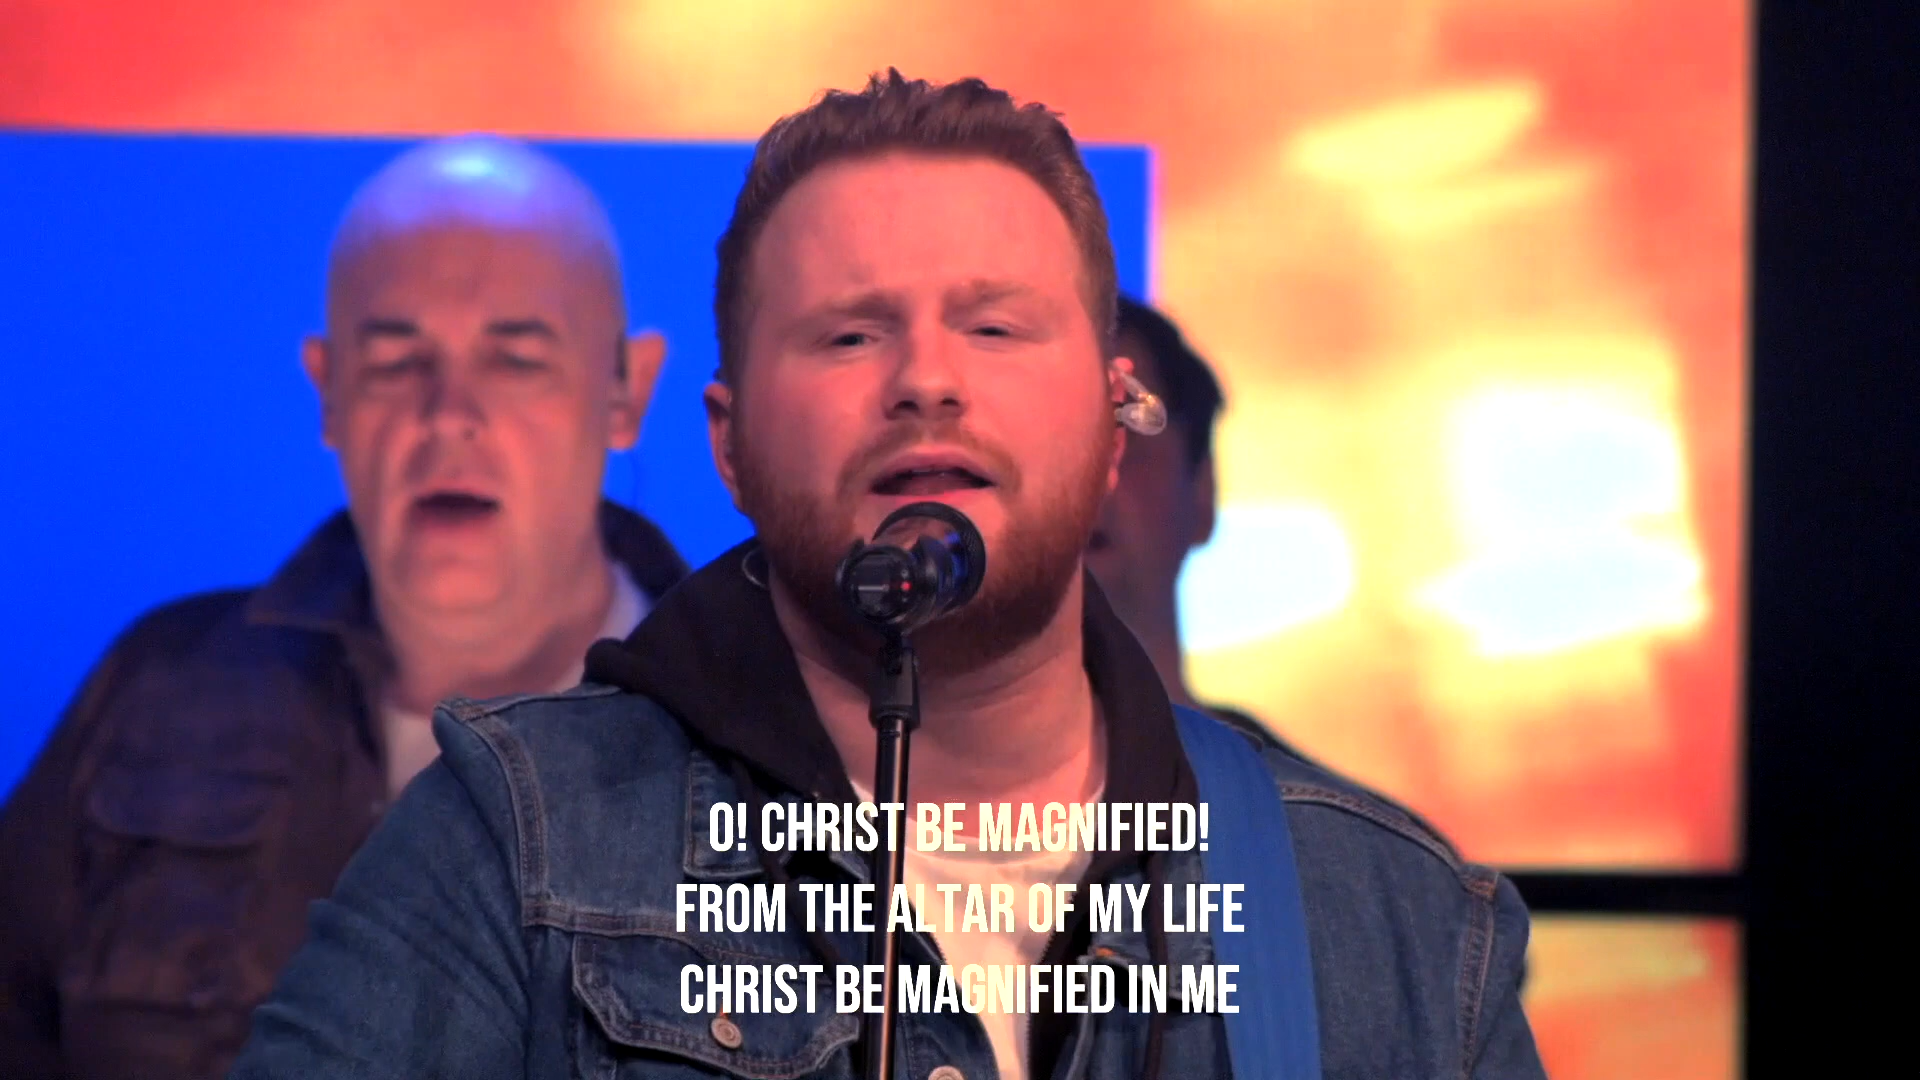 O! CHRIST BE MAGNIFIED!
FROM THE ALTAR OF MY LIFE
CHRIST BE MAGNIFIED IN ME